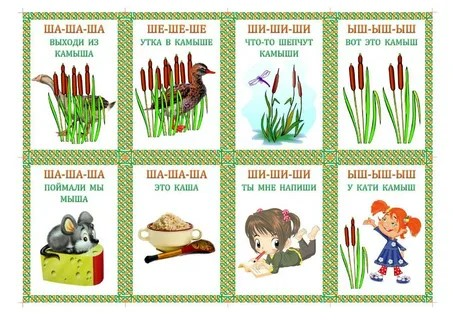 ША-ША-ША
ВЫХОДИ ИЗ
КАМЫША
ШЕ-ШЕ-ШЕ
УТКА В КАМЫШЕ
ШИ-ШИ-ШИ
ЧТО-ТО ШЕПЧУТ
КАМЫШИ
ЫШ-ЫШ-ЫШ
ВОТ ЭТО КАМЫШ
ША-ША-ША
ПОЙМАЛИ МЫ
МЫША
ША-ША-ША
ЭТО КАША
ШИ-ШИ-ШИ
ТЫ МНЕ НАПИШИ
ЫШ-ЫШ-ЫШ
У КАТИ КАМЫШ